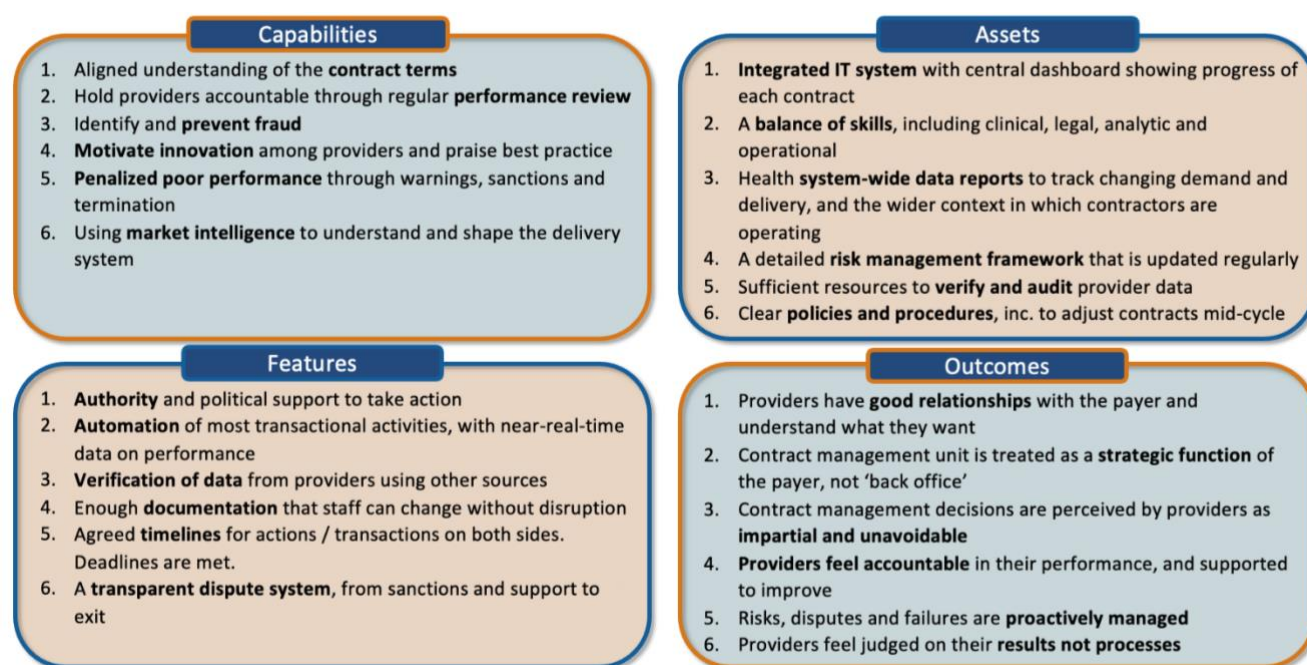 Capabilities
1. Aligned understanding of the contract terms
2. Hold providers accountable through regular performance review
3. Identify and prevent fraud
4. Motivate innovation among providers and praise best practice
5. Penalized poor performance through warnings, sanctions and
termination
6. Using market intelligence to understand and shape the delivery
system
Assets
1. Integrated IT system with central dashboard showing progress of
each contract
2. A balance of skills, including clinical, legal, analytic and
operational
3. Health system-wide data reports to track changing demand and
delivery, and the wider context in which contractors are
operating
4. A detailed risk management framework that is updated regularly
5. Sufficient resources to verify and audit provider data
6. Clear policies and procedures, inc. to adjust contracts mid-cycle
Features
1. Authority and political support to take action
2. Automation of most transactional activities, with near-real-time
data on performance
3. Verification of data from providers using other sources
4. Enough documentation that staff can change without disruption
5. Agreed timelines for actions / transactions on both sides.
Deadlines are met.
6. A transparent dispute system, from sanctions and support to
exit
Outcomes
1. Providers have good relationships with the payer and
understand what they want
2. Contract management unit is treated as a strategic function of
the payer, not ‘back office’
3. Contract management decisions are perceived by providers as
impartial and unavoidable
4. Providers feel accountable in their performance, and supported
to improve
5. Risks, disputes and failures are proactively managed
6. Providers feel judged on their results not processes